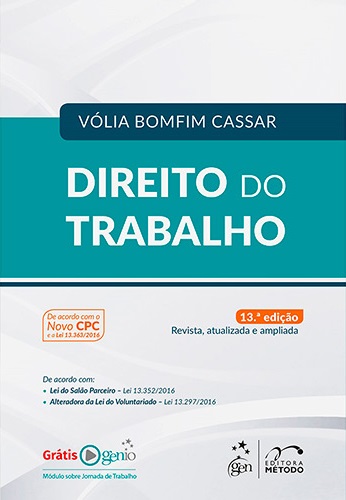 VÓLIA BOMFIM CASSAR
DIREITO DO
TRABALHO
De acordo com o
Novo CPC
e a Lei 13.363/2016
13.ª edição
Revista, atualizada e ampliada
De acordo com:
• Lei do Salão Parceiro – Lei 13.352/2016
• Alteradora da Lei do Voluntariado – Lei 13.297/2016
Grátis genio
Módulo sobre Jornada de Trabalho
gen
EDITORA
MÉTODO